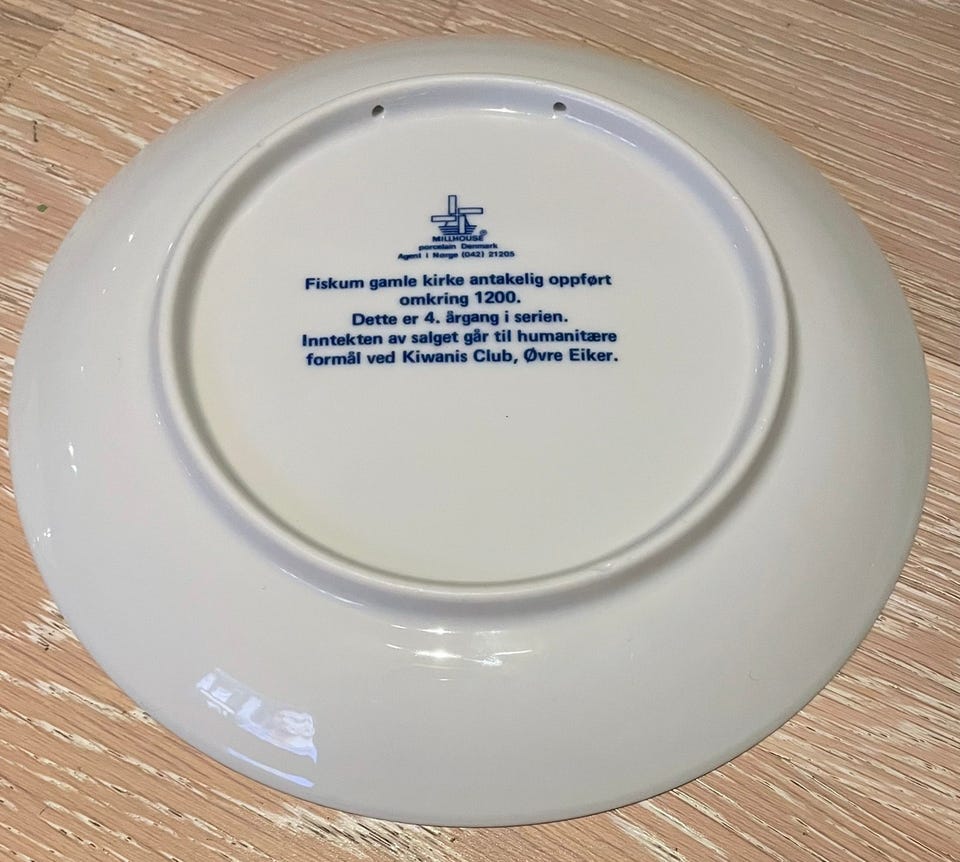 MILLHOUSE®
porcelain Denmark
Agent i Norge (042) 21205
Fiskum gamle kirke antakelig oppført
omkring 1200.
Dette er 4. årgang i serien.
Inntekten av salget går til humanitære
formål ved Kiwanis Club, Øvre Eiker.